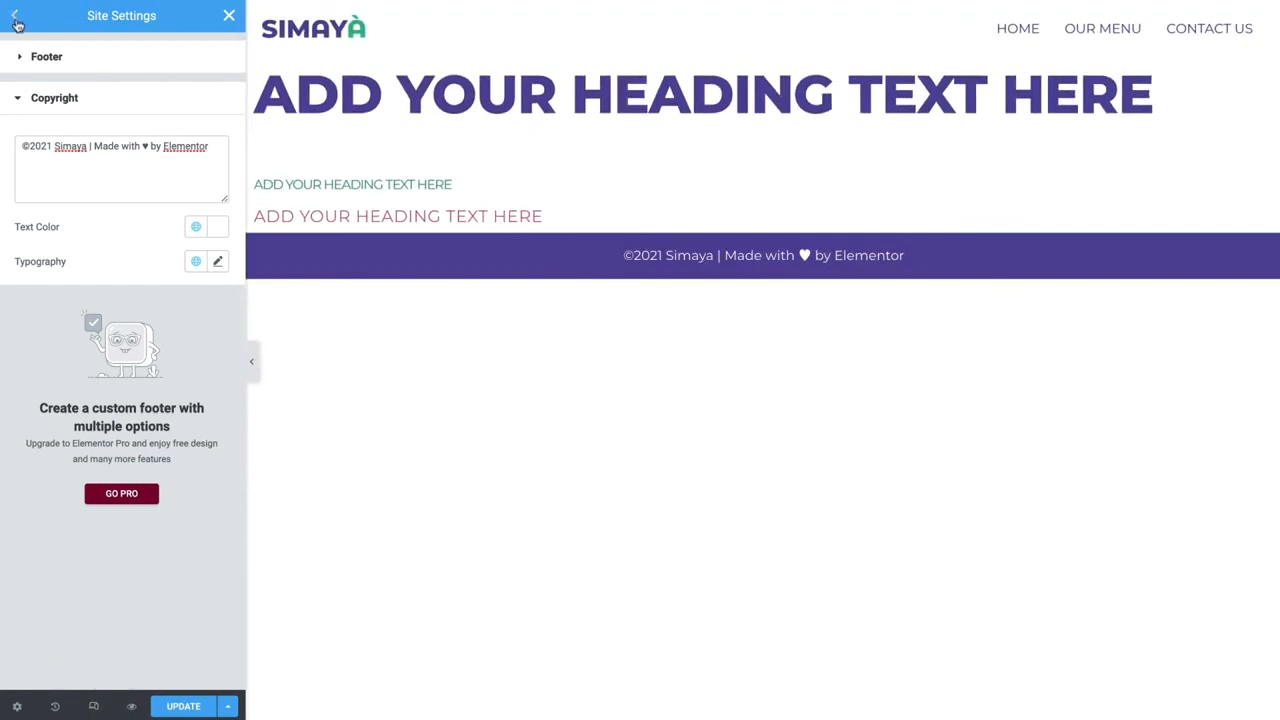 Site Settings
Footer
Copyright
©2021 Simaya | Made with ♥ by Elementor
Text Color
Typography
Create a custom footer with
multiple options
Upgrade to Elementor Pro and enjoy free design
and many more features
GO PRO
UPDATE
SIMAYÀ
HOME
OUR MENU
CONTACT US
ADD YOUR HEADING TEXT HERE
ADD YOUR HEADING TEXT HERE
ADD YOUR HEADING TEXT HERE
©2021 Simaya | Made with ♥ by Elementor